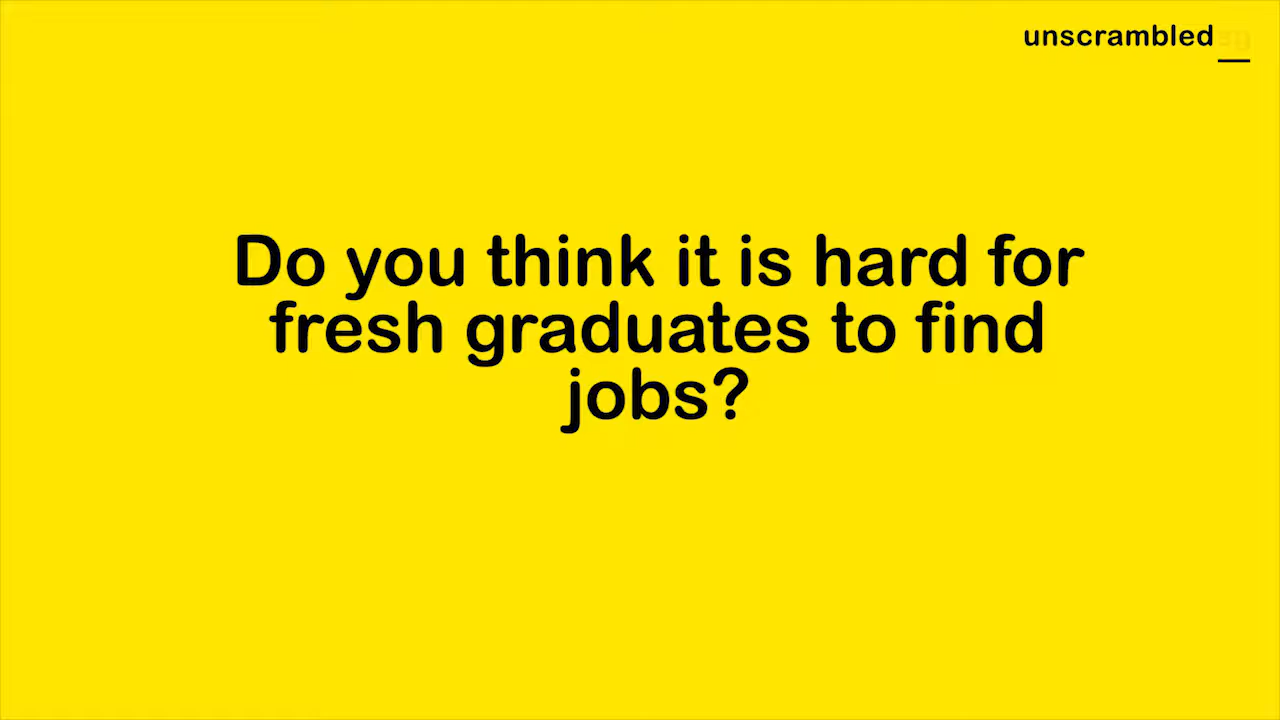 unscrambled
Do you think it is hard for
fresh graduates to find
jobs?